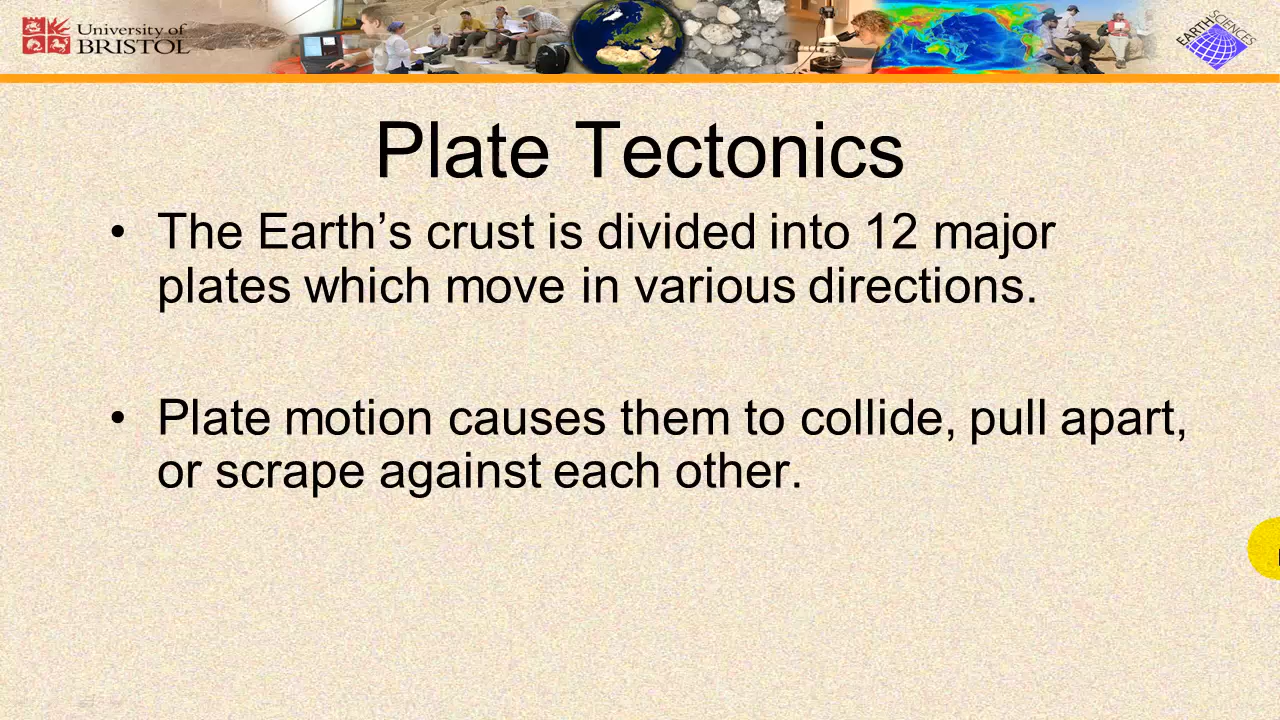 University of
BRISTOL
EARTH SCIENCES
Plate Tectonics
• The Earth’s crust is divided into 12 major
plates which move in various directions.
• Plate motion causes them to collide, pull apart,
or scrape against each other.